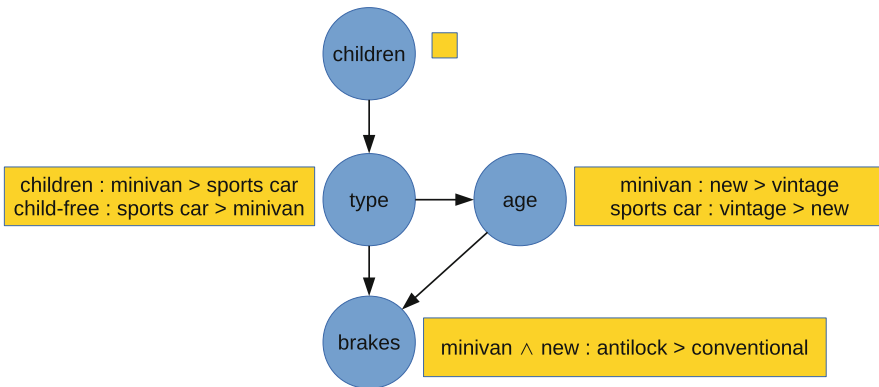 children
children : minivan > sports car
child-free : sports car > minivan
type
age
minivan : new > vintage
sports car : vintage > new
brakes
minivan ∧ new : antilock > conventional